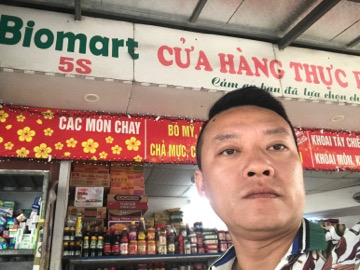 Biomart
5S
CỬA HÀNG THỰC
Cảm ơn bạn đã lựa chọn
CÁC MÓN CHAY
BÒ MỸ,
CHẢ MỰC,
KHOAI TÂY CHIÊ
KHOAI MÔN,